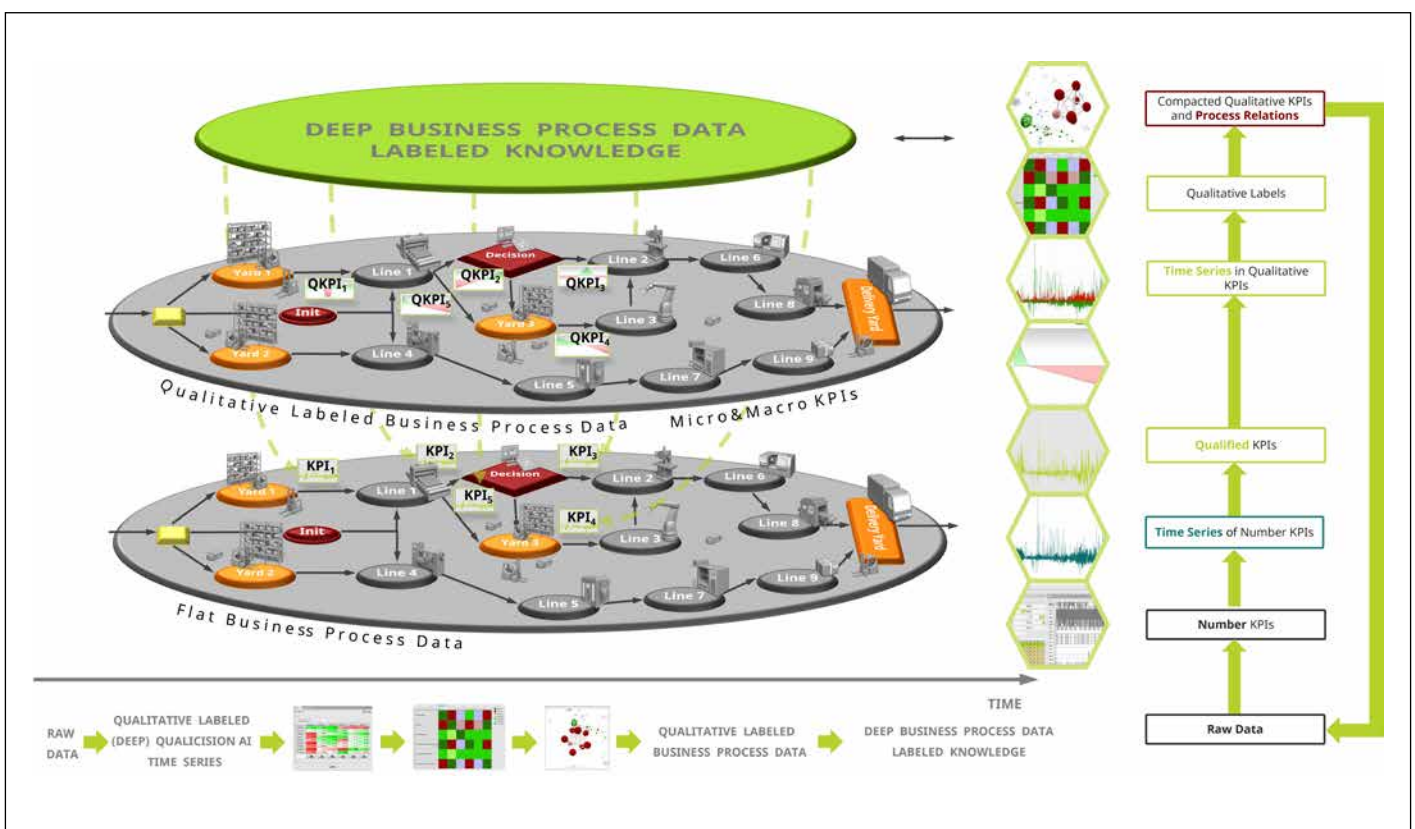 DEEP BUSINESS PROCESS DATA
LABELED KNOWLEDGE
Yard 1
QKPI1
Line 1
Decision
QKPI2
QKPI3
Line 2
Line 6
QKPI5
Init
Yard 3
Line 3
Line 8
Delivery Yard
Yard 2
Line 4
QKPI4
Line 5
Line 7
Line 9
Qualitative Labeled Business Process Data
Micro&Macro KPIs
KPI1
KPI2
KPI3
Yard 1
Line 1
Decision
Line 2
Line 6
KPI5
KPI4
Init
Yard 3
Line 3
Line 8
Delivery Yard
Yard 2
Line 4
Line 5
Line 7
Line 9
Flat Business Process Data
TIME
RAW
DATA
QUALITATIVE LABELED
(DEEP) QUALICISION AI
TIME SERIES
QUALITATIVE LABELED
BUSINESS PROCESS DATA
DEEP BUSINESS PROCESS DATA
LABELED KNOWLEDGE
Compacted Qualitative KPIs
and Process Relations
Qualitative Labels
Time Series in Qualitative
KPIs
Qualified KPIs
Time Series of Number KPIs
Number KPIs
Raw Data